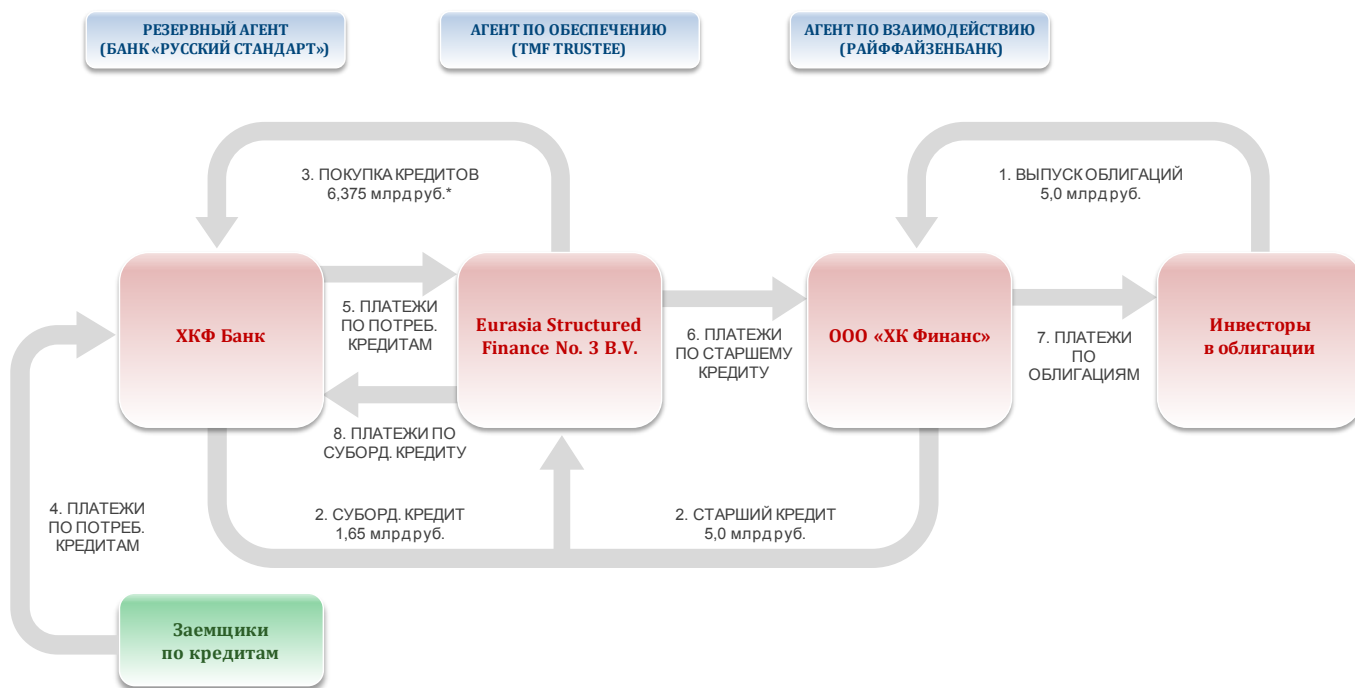 РЕЗЕРВНЫЙ АГЕНТ
(БАНК «РУССКИЙ СТАНДАРТ»)
АГЕНТ ПО ОБЕСПЕЧЕНИЮ
(TMF TRUSTEE)
АГЕНТ ПО ВЗАИМОДЕЙСТВИЮ
(РАЙФФАЙЗЕНБАНК)
3. ПОКУПКА КРЕДИТОВ
6,375 млрд руб.*
1. ВЫПУСК ОБЛИГАЦИЙ
5,0 млрд руб.
ХКФ Банк
5. ПЛАТЕЖИ
ПО ПОТРЕБ.
КРЕДИТАМ
Eurasia Structured
Finance No. 3 B.V.
6. ПЛАТЕЖИ
ПО СТАРШЕМУ
КРЕДИТУ
ООО «ХК Финанс»
7. ПЛАТЕЖИ
ПО
ОБЛИГАЦИЯМ
Инвесторы
в облигации
8. ПЛАТЕЖИ ПО
СУБОРД. КРЕДИТУ
4. ПЛАТЕЖИ
ПО ПОТРЕБ.
КРЕДИТАМ
2. СУБОРД. КРЕДИТ
1,65 млрд руб.
2. СТАРШИЙ КРЕДИТ
5,0 млрд руб.
Заемщики
по кредитам